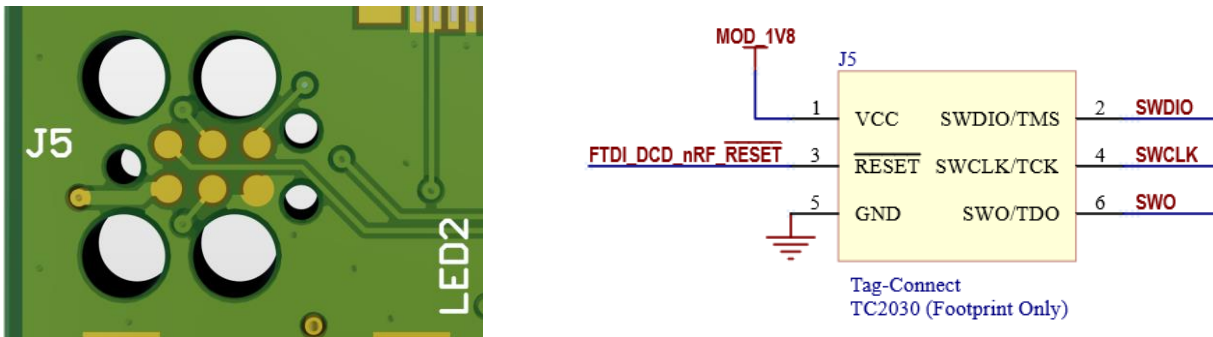 J5
LED2
MOD_1V8
J5
1 VCC SWDIO/TMS 2 SWDIO
FTDI_DCD_nRF_RESET 3 RESET SWCLK/TCK 4 SWCLK
5 GND SWO/TDO 6 SWO
Tag-Connect
TC2030 (Footprint Only)